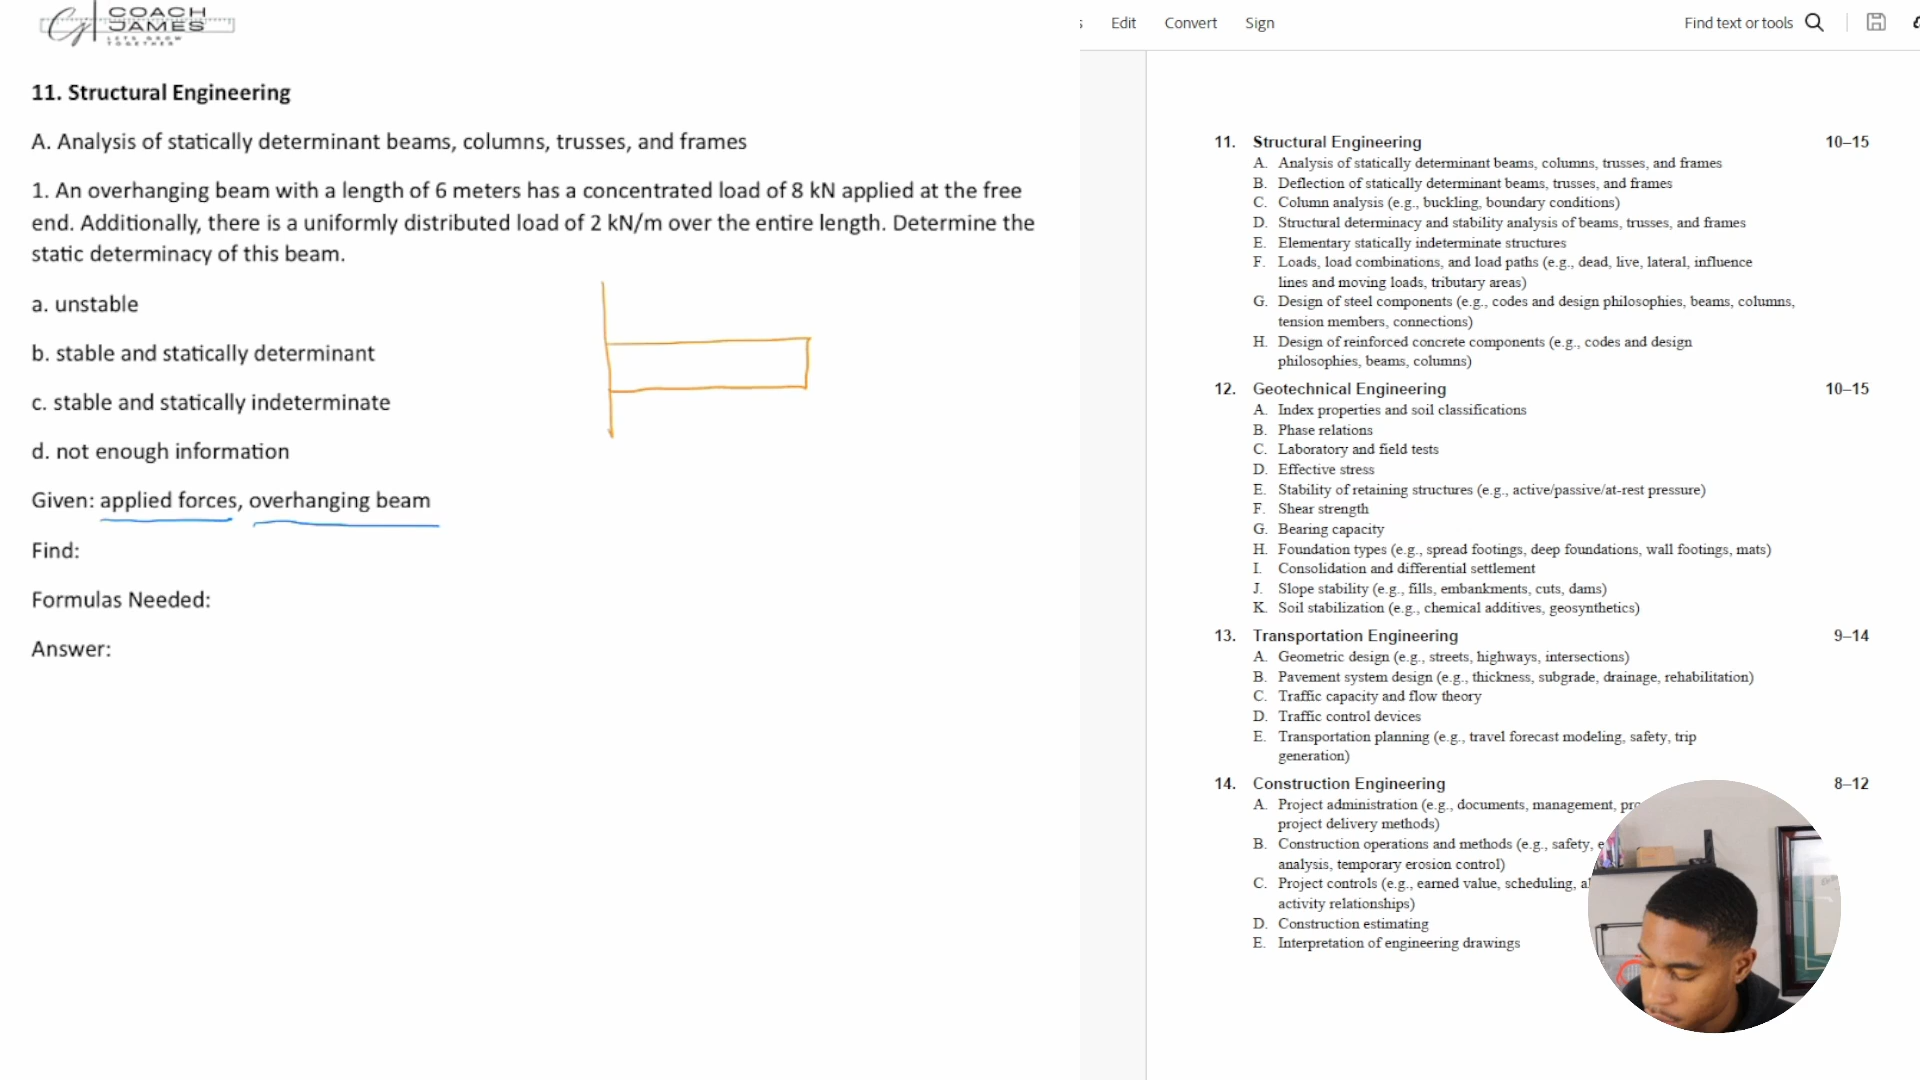 COACH
JAMES
LETS GROW
TOGETHER
11. Structural Engineering
A. Analysis of statically determinant beams, columns, trusses, and frames
1. An overhanging beam with a length of 6 meters has a concentrated load of 8 kN applied at the free
end. Additionally, there is a uniformly distributed load of 2 kN/m over the entire length. Determine the
static determinacy of this beam.
a. unstable
b. stable and statically determinant
c. stable and statically indeterminate
d. not enough information
Given: applied forces, overhanging beam
Find:
Formulas Needed:
Answer:
Edit Convert Sign Find text or tools
11. Structural Engineering 10–15
A. Analysis of statically determinant beams, columns, trusses, and frames
B. Deflection of statically determinant beams, trusses, and frames
C. Column analysis (e.g., buckling, boundary conditions)
D. Structural determinacy and stability analysis of beams, trusses, and frames
E. Elementary statically indeterminate structures
F. Loads, load combinations, and load paths (e.g., dead, live, lateral, influence
lines and moving loads, tributary areas)
G. Design of steel components (e.g., codes and design philosophies, beams, columns,
tension members, connections)
H. Design of reinforced concrete components (e.g., codes and design
philosophies, beams, columns)
12. Geotechnical Engineering 10–15
A. Index properties and soil classifications
B. Phase relations
C. Laboratory and field tests
D. Effective stress
E. Stability of retaining structures (e.g., active/passive/at-rest pressure)
F. Shear strength
G. Bearing capacity
H. Foundation types (e.g., spread footings, deep foundations, wall footings, mats)
I. Consolidation and differential settlement
J. Slope stability (e.g., fills, embankments, cuts, dams)
K. Soil stabilization (e.g., chemical additives, geosynthetics)
13. Transportation Engineering 9–14
A. Geometric design (e.g., streets, highways, intersections)
B. Pavement system design (e.g., thickness, subgrade, drainage, rehabilitation)
C. Traffic capacity and flow theory
D. Traffic control devices
E. Transportation planning (e.g., travel forecast modeling, safety, trip
generation)
14. Construction Engineering 8–12
A. Project administration (e.g., documents, management,
project delivery methods)
B. Construction operations and methods (e.g., safety,
analysis, temporary erosion control)
C. Project controls (e.g., earned value, scheduling,
activity relationships)
D. Construction estimating
E. Interpretation of engineering drawings